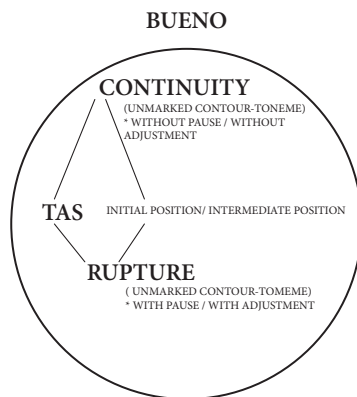 BUENO
CONTINUITY
(UNMARKED CONTOUR-TONEME)
* WITHOUT PAUSE / WITHOUT
ADJUSTMENT
TAS INITIAL POSITION/ INTERMEDIATE POSITION
RUPTURE
( UNMARKED CONTOUR-TOMEME)
* WITH PAUSE / WITH ADJUSTMENT